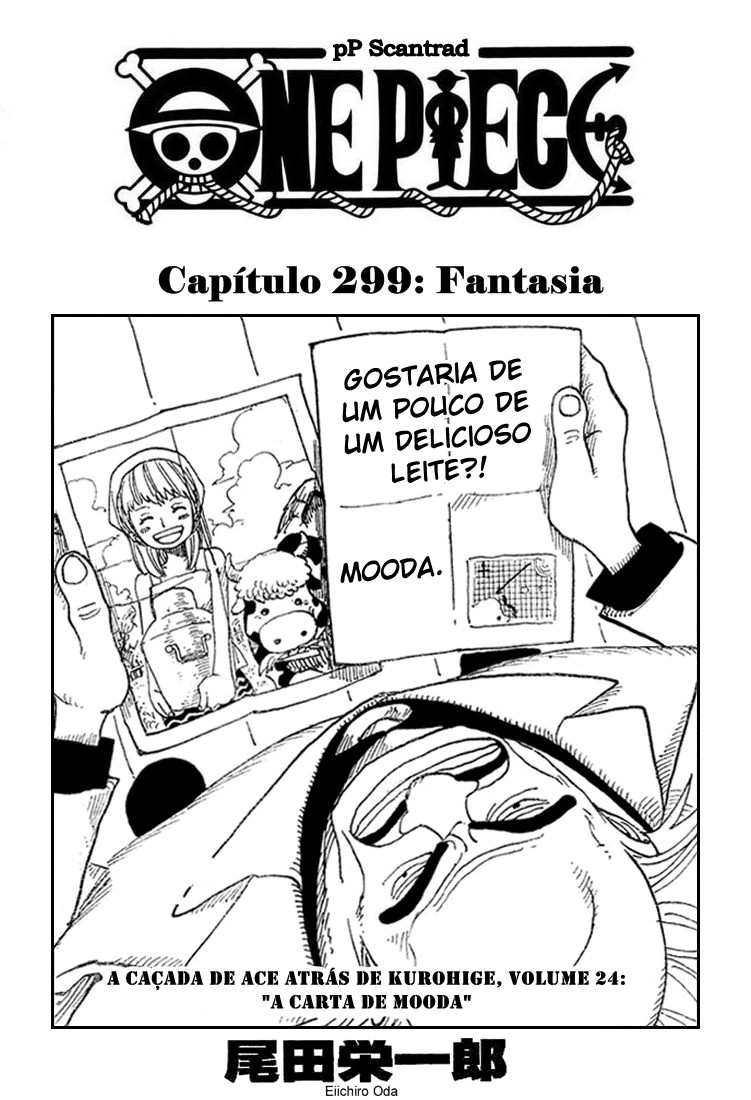 pP Scantrad
ONE PIECE
Capítulo 299: Fantasia
GOSTARIA DE
UM POUCO DE
UM DELICIOSO
LEITE?!
MOODA.
A CAÇADA DE ACE ATRÁS DE KUROHIGE, VOLUME 24:
"A CARTA DE MOODA"
尾田栄一郎
Eiichiro Oda